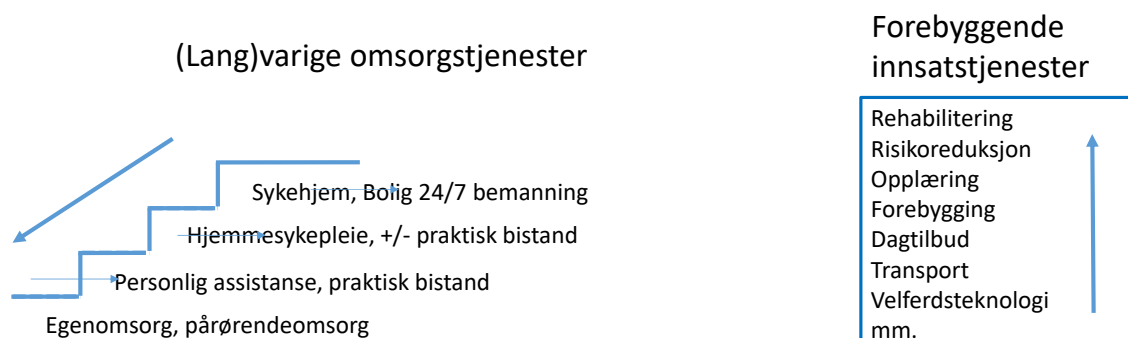 (Lang)varige omsorgstjenester
Sykehjem, Bolig 24/7 bemanning
Hjemmesykepleie, +/- praktisk bistand
Personlig assistanse, praktisk bistand
Egenomsorg, pårørendeomsorg
Forebyggende
innsatstjenester
Rehabilitering
Risikoreduksjon
Opplæring
Forebygging
Dagtilbud
Transport
Velferdsteknologi
mm.